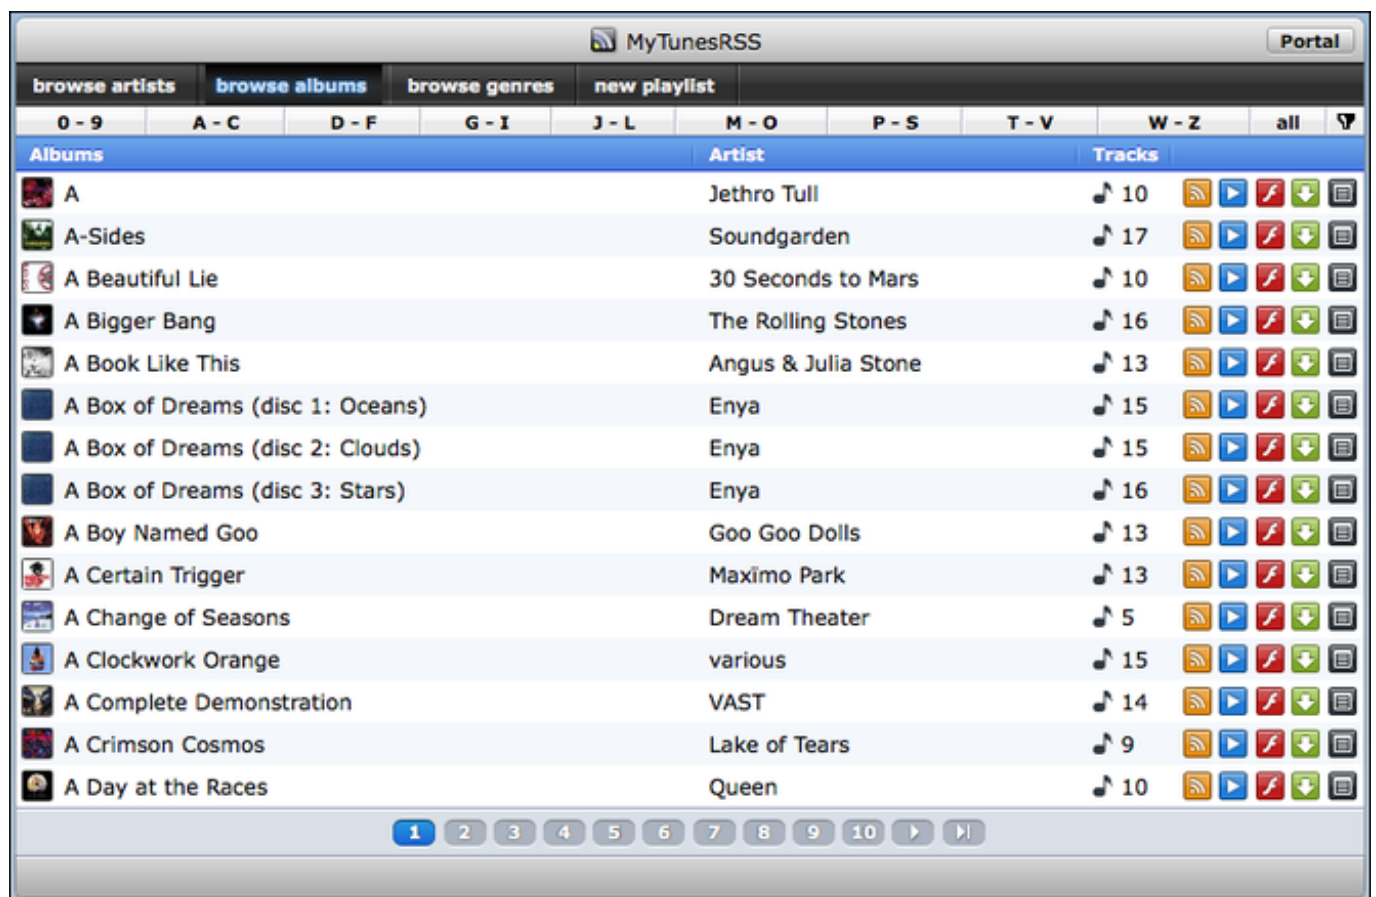 MyTunesRSS Portal
browse artists browse albums browse genres new playlist
0 - 9 A - C D - F G - I J - L M - O P - S T - V W - Z all
Albums Artist Tracks
A Jethro Tull 10
A-Sides Soundgarden 17
A Beautiful Lie 30 Seconds to Mars 10
A Bigger Bang The Rolling Stones 16
A Book Like This Angus & Julia Stone 13
A Box of Dreams (disc 1: Oceans) Enya 15
A Box of Dreams (disc 2: Clouds) Enya 15
A Box of Dreams (disc 3: Stars) Enya 16
A Boy Named Goo Goo Goo Dolls 13
A Certain Trigger Maxïmo Park 13
A Change of Seasons Dream Theater 5
A Clockwork Orange various 15
A Complete Demonstration VAST 14
A Crimson Cosmos Lake of Tears 9
A Day at the Races Queen 10
1 2 3 4 5 6 7 8 9 10